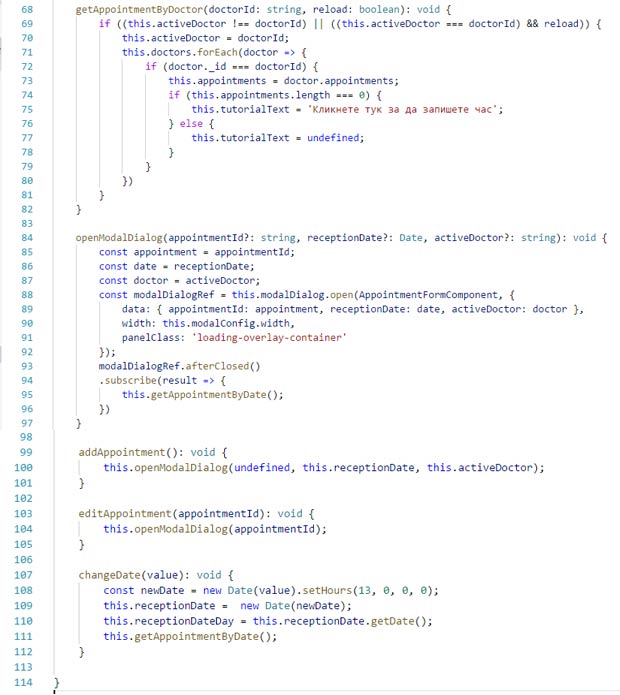 68 getAppointmentByDoctor(doctorId: string, reload: boolean): void {
69 if ((this.activeDoctor !== doctorId) || ((this.activeDoctor === doctorId) && reload)) {
70 this.activeDoctor = doctorId;
71 this.doctors.forEach(doctor => {
72 if (doctor._id === doctorId) {
73 this.appointments = doctor.appointments;
74 if (this.appointments.length === 0) {
75 this.tutorialText = 'Кликнете тук за да запишете час';
76 } else {
77 this.tutorialText = undefined;
78 }
79 }
80 })
81 }
82 }
83
84 openModalDialog(appointmentId?: string, receptionDate?: Date, activeDoctor?: string): void {
85 const appointment = appointmentId;
86 const date = receptionDate;
87 const doctor = activeDoctor;
88 const modalDialogRef = this.modalDialog.open(AppointmentFormComponent, {
89 data: { appointmentId: appointment, receptionDate: date, activeDoctor: doctor },
90 width: this.modalConfig.width,
91 panelClass: 'loading-overlay-container'
92 });
93 modalDialogRef.afterClosed()
94 .subscribe(result => {
95 this.getAppointmentByDate();
96 })
97 }
98
99 addAppointment(): void {
100 this.openModalDialog(undefined, this.receptionDate, this.activeDoctor);
101 }
102
103 editAppointment(appointmentId): void {
104 this.openModalDialog(appointmentId);
105 }
106
107 changeDate(value): void {
108 const newDate = new Date(value).setHours(13, 0, 0, 0);
109 this.receptionDate =  new Date(newDate);
110 this.receptionDateDay = this.receptionDate.getDate();
111 this.getAppointmentByDate();
112 }
113
114 }